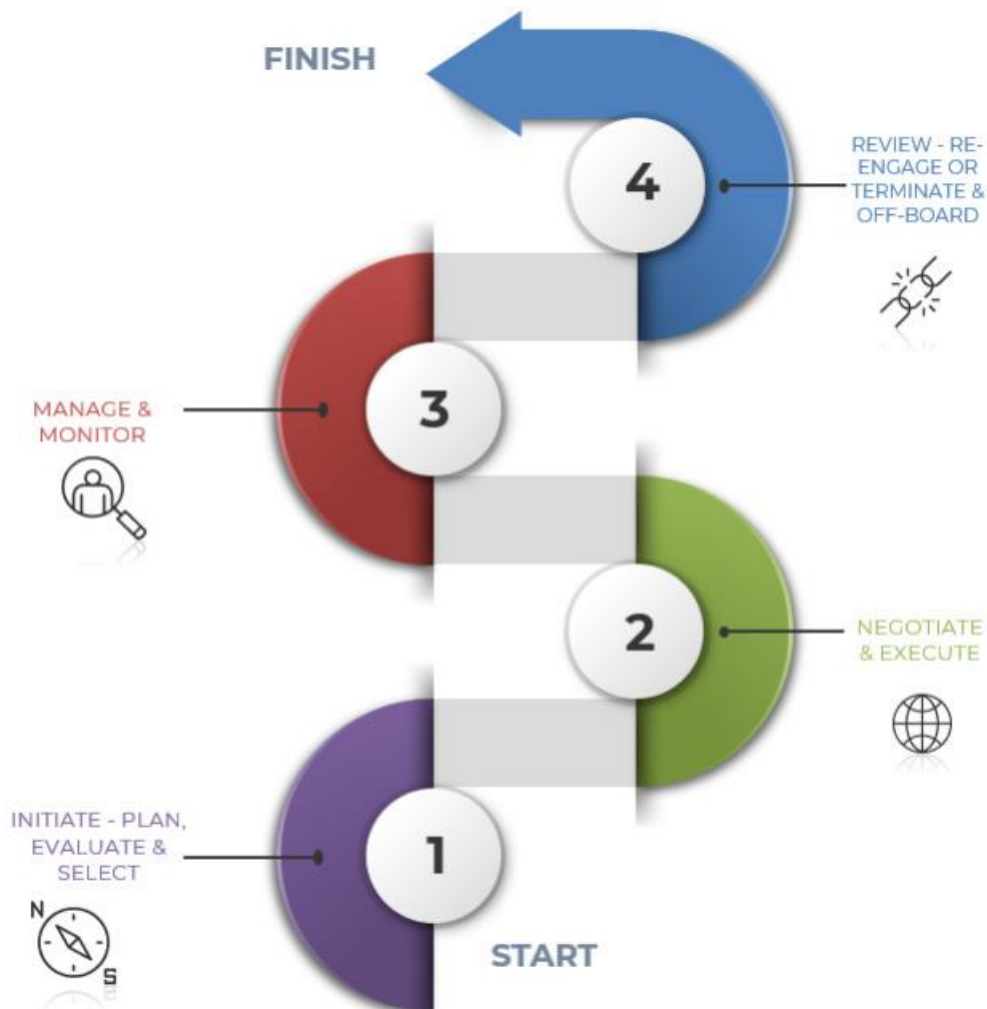 FINISH
4
REVIEW - RE-
ENGAGE OR
TERMINATE &
OFF-BOARD
3
MANAGE &
MONITOR
2
NEGOTIATE
& EXECUTE
INITIATE - PLAN,
EVALUATE &
SELECT
1
N
S
START